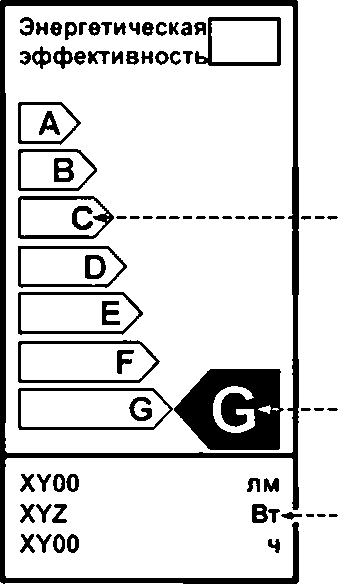 Энергетическая
эффективность
A
B
C
D
E
F
G G
XY00 лм
XYZ Вт
XY00 ч